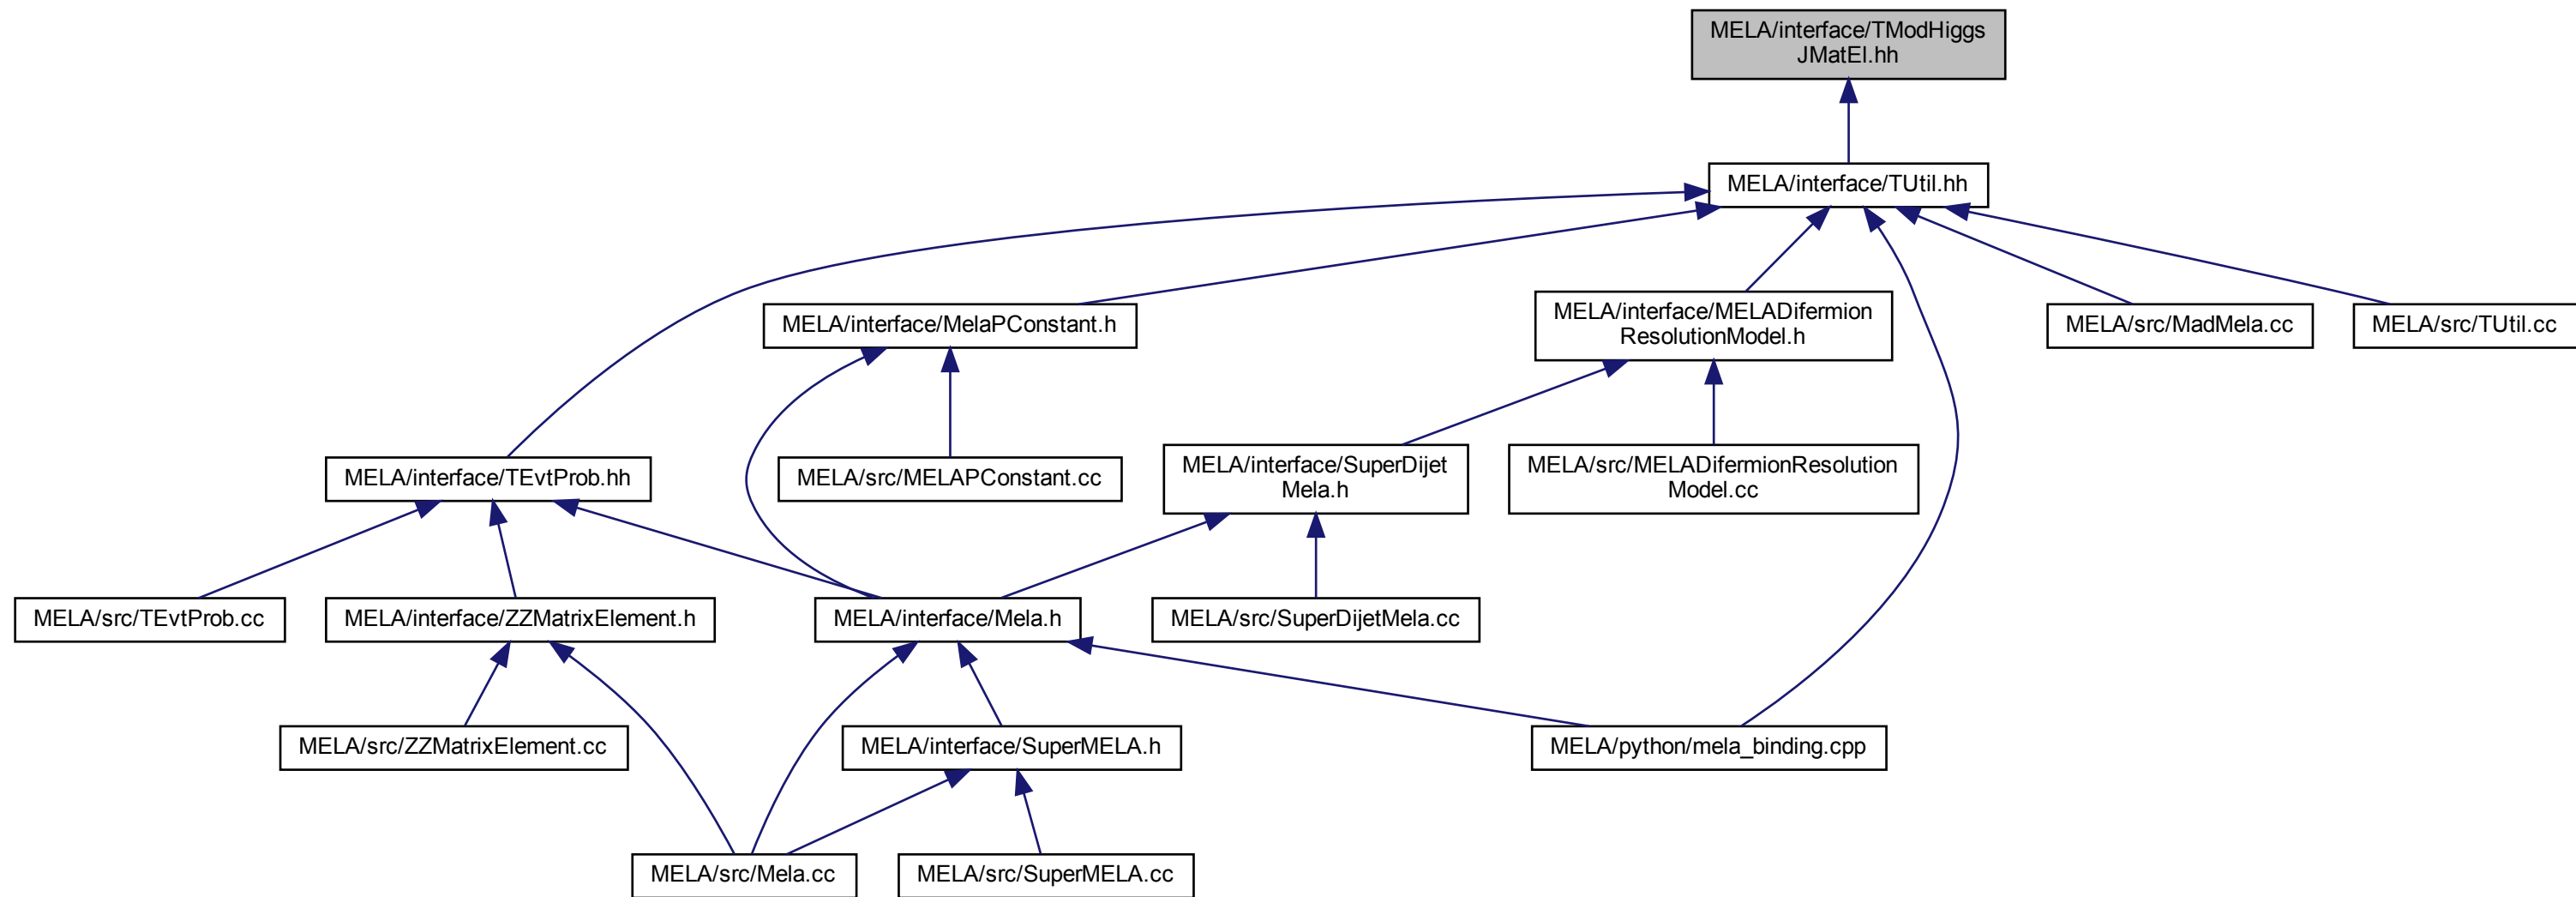 MELA/interface/TModHiggs
JMatEl.hh
MELA/interface/TUtil.hh
MELA/interface/MelaPConstant.h
MELA/interface/MELADifermion
ResolutionModel.h
MELA/src/MadMela.cc
MELA/src/TUtil.cc
MELA/interface/TEvtProb.hh
MELA/src/MELAPConstant.cc
MELA/interface/SuperDijet
Mela.h
MELA/src/MELADifermionResolution
Model.cc
MELA/src/TEvtProb.cc
MELA/interface/ZZMatrixElement.h
MELA/interface/Mela.h
MELA/src/SuperDijetMela.cc
MELA/src/ZZMatrixElement.cc
MELA/interface/SuperMELA.h
MELA/python/mela_binding.cpp
MELA/src/Mela.cc
MELA/src/SuperMELA.cc